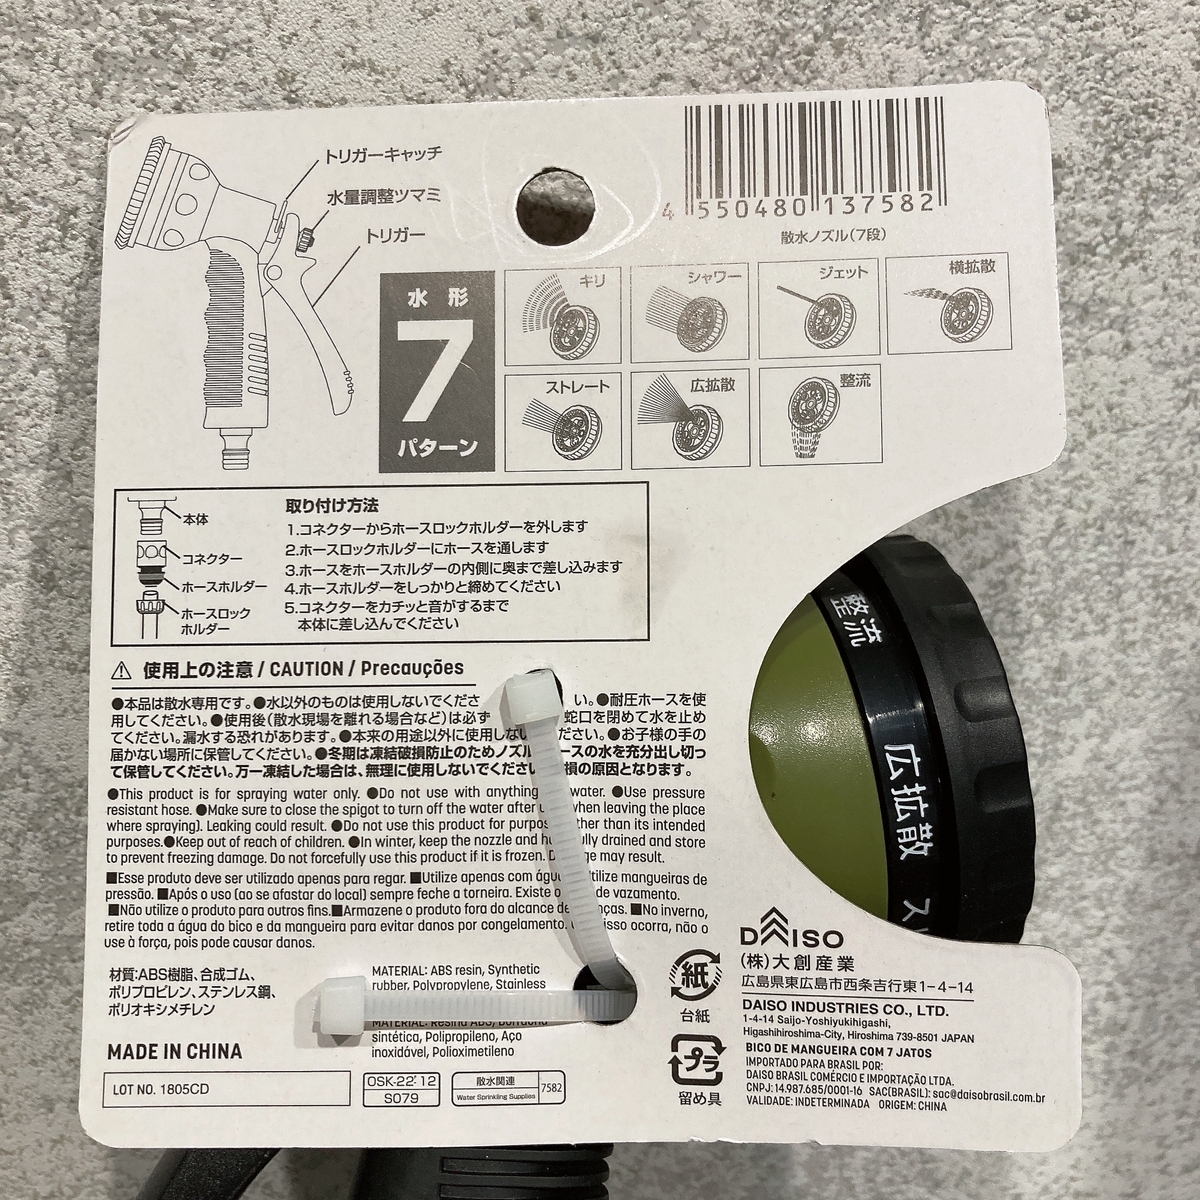 トリガーキャッチ
水量調整ツマミ
トリガー
4 550480 137582
散水ノズル(7段)
水形
7
パターン
キリ
シャワー
ジェット
横拡散
ストレート
広拡散
整流
本体
コネクター
ホースホルダー
ホースロック
ホルダー
取り付け方法
1.コネクターからホースロックホルダーを外します
2.ホースロックホルダーにホースを通します
3.ホースをホースホルダーの内側に奥まで差し込みます
4.ホースホルダーをしっかりと締めてください
5.コネクターをカチッと音がするまで
本体に差し込んでください
⚠ 使用上の注意 / CAUTION / Precauções
●本品は散水専用です。●水以外のものは使用しないでくださ い。●耐圧ホースを使
用してください。●使用後(散水現場を離れる場合など)は必ず 蛇口を閉めて水を止め
てください。漏水する恐れがあります。●本来の用途以外に使用しな ださい。●お子様の手の
届かない場所に保管してください。●冬期は凍結破損防止のためノズル ースの水を充分出し切っ
て保管してください。万一凍結した場合は、無理に使用しないでくださ 損の原因となります。
●This product is for spraying water only. ●Do not use with anything water. ●Use pressure
resistant hose. ●Make sure to close the spigot to turn off the water after when leaving the place
where spraying). Leaking could result. ●Do not use this product for than its intended
purposes.●Keep out of reach of children. ●In winter, keep the nozzle and drained and store
to prevent freezing damage. Do not forcefully use this product if it is frozen. may result.
■Esse produto deve ser utilizado apenas para regar. ■Utilize apenas com mangueiras de
pressão. ■Após o uso (ao se afastar do local) sempre feche a torneira. Existe de vazamento.
■Não utilize o produto para outros fins.■Armazene o produto fora do alcance de ■No inverno,
retire toda a água do bico e da mangueira para evitar danos por congelamento. isso ocorra, não o
use à força, pois pode causar danos.
材質:ABS樹脂、合成ゴム、
ポリプロピレン、ステンレス鋼、
ポリオキシメチレン
MATERIAL: ABS resin, Synthetic
rubber, Polypropylene, Stainless
MATERIAL: Resina ABS, Borracha
sintética, Polipropileno, Aço
inoxidável, Polioximetileno
MADE IN CHINA
LOT NO. 1805CD
OSK-22' 12
S079
散水関連
Water Sprinkling Supplies
7582
紙
台紙
プラ
留め具
DAISO
(株)大創産業
広島県東広島市西条吉行東1-4-14
DAISO INDUSTRIES CO., LTD.
1-4-14 Saijo-Yoshiyukihigashi,
Higashihiroshima-City, Hiroshima 739-8501 JAPAN
BICO DE MANGUEIRA COM 7 JATOS
IMPORTADO PARA BRASIL POR:
DAISO BRASIL COMÉRCIO E IMPORTAÇÃO LTDA.
CNPJ: 14.987.685/0001-16 SAC(BRASIL): sac@daisobrasil.com.br
VALIDADE: INDETERMINADA ORIGEM: CHINA
整流
広拡散
ス